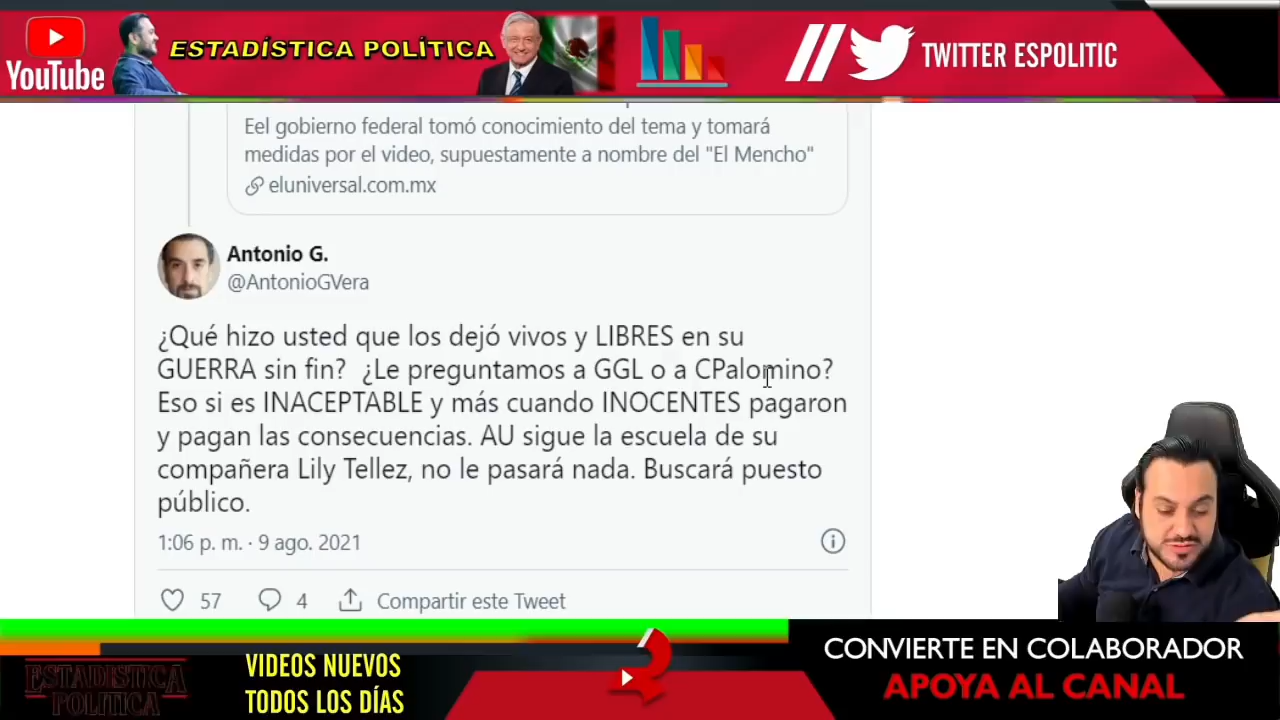 YouTube
ESTADÍSTICA POLÍTICA
TWITTER ESPOLITIC
Eel gobierno federal tomó conocimiento del tema y tomará
medidas por el video, supuestamente a nombre del "El Mencho"
eluniversal.com.mx
Antonio G.
@AntonioGVera
¿Qué hizo usted que los dejó vivos y LIBRES en su
GUERRA sin fin? ¿Le preguntamos a GGL o a CPalomino?
Eso si es INACEPTABLE y más cuando INOCENTES pagaron
y pagan las consecuencias. AU sigue la escuela de su
compañera Lily Tellez, no le pasará nada. Buscará puesto
público.
1:06 p. m. · 9 ago. 2021
57 4 Compartir este Tweet
ESTADÍSTICA
POLÍTICA
VIDEOS NUEVOS
TODOS LOS DÍAS
CONVIERTE EN COLABORADOR
APOYA AL CANAL